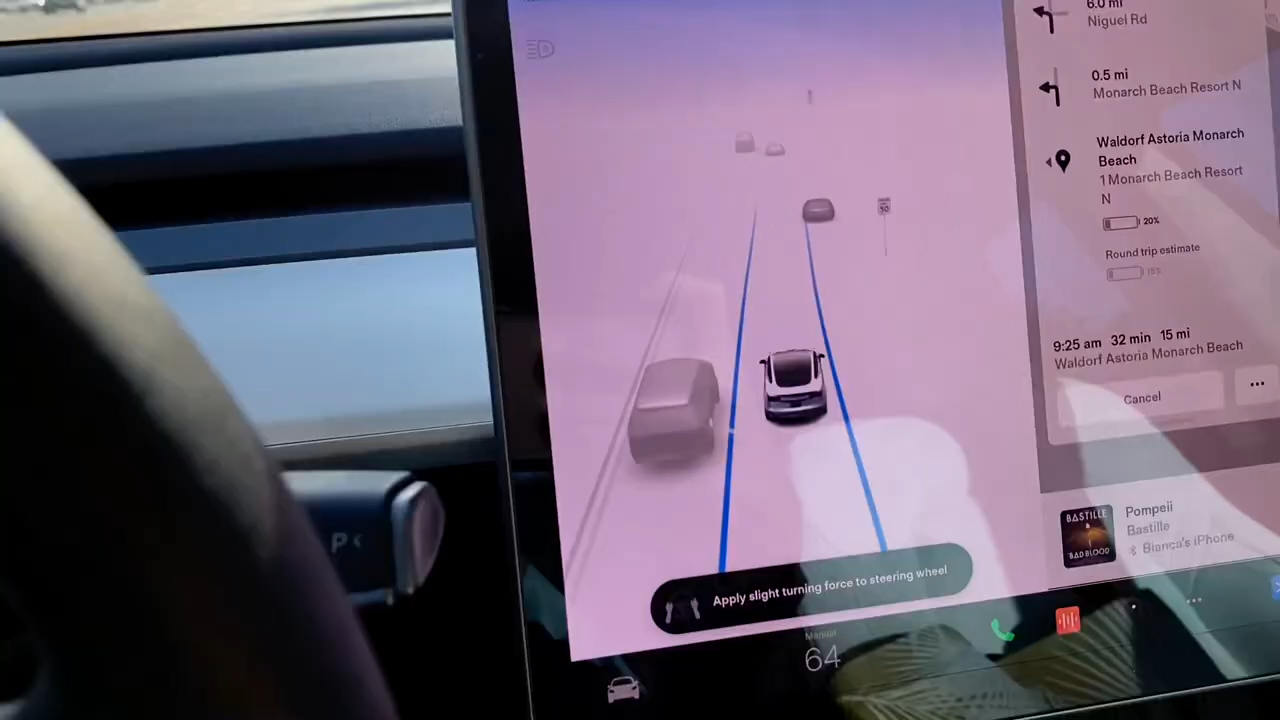 6.0 mi
Niguel Rd
0.5 mi
Monarch Beach Resort N
Waldorf Astoria Monarch
Beach
1 Monarch Beach Resort
N
20%
Round trip estimate
15%
9:25 am 32 min 15 mi
Waldorf Astoria Monarch Beach
Cancel
BASTILLE
BAD BLOOD
Pompeii
Bastille
Bianca's iPhone
Apply slight turning force to steering wheel
Manual
64
P